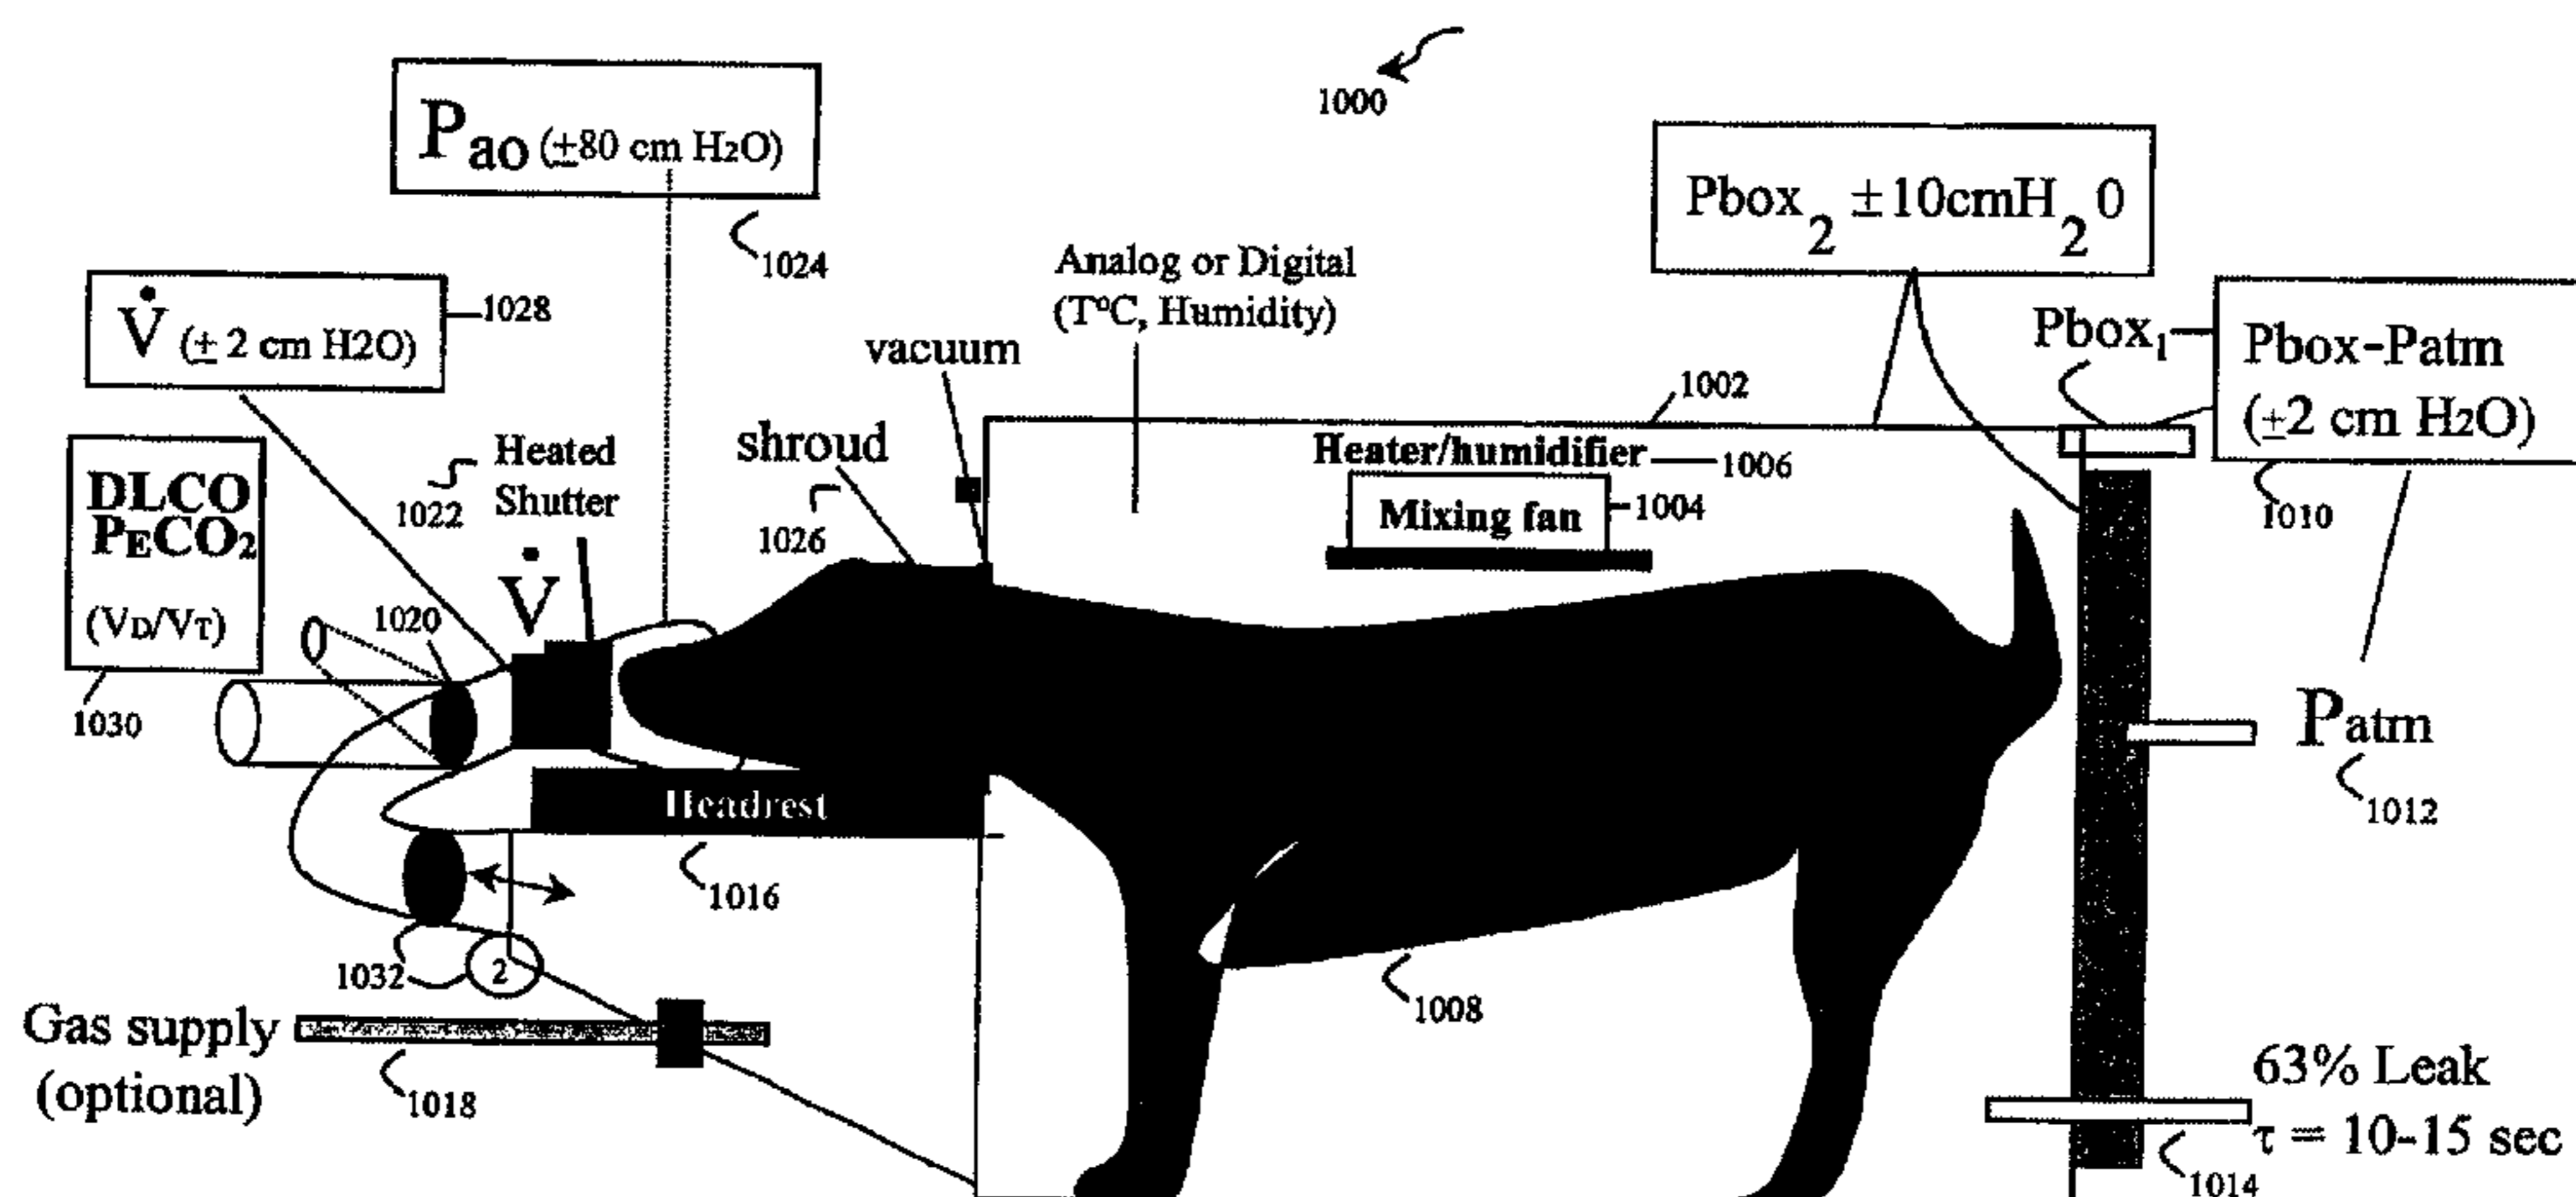 1000
Pao (±80 cm H2O)
1024
Pbox2 ±10cmH2 0
Analog or Digital
(TºC, Humidity)
V̇ (± 2 cm H2O)
1028
Pbox1
Pbox-Patm
(±2 cm H2O)
1010
vacuum
1002
shroud
1026
Heater/humidifier
1006
Mixing fan
1004
Heated
Shutter
1022
DLCO
PECO2
(VD/VT)
1030
1020
V̇
Patm
1012
Headrest
1016
1032
2
1008
Gas supply
(optional)
1018
63% Leak
τ = 10-15 sec
1014